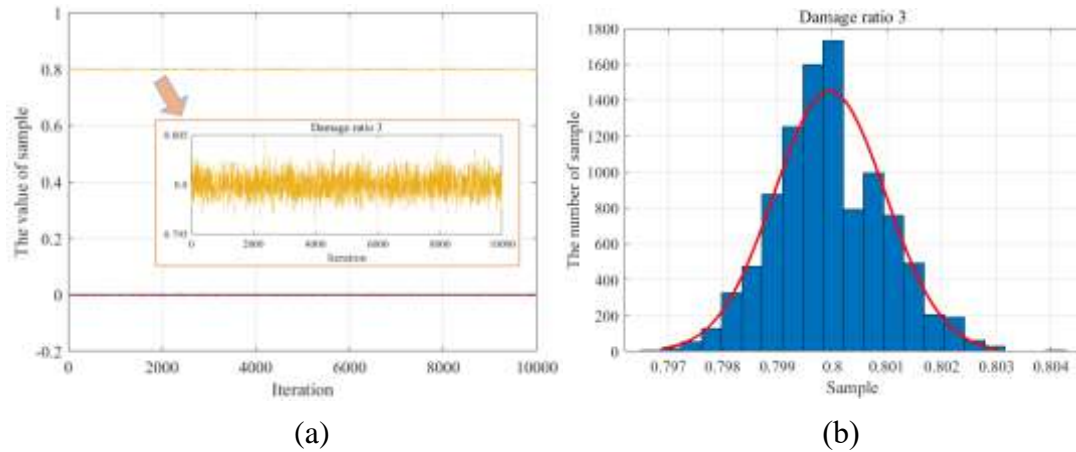 1
0.8
0.6
0.4
0.2
0
-0.2
The value of sample
0 2000 4000 6000 8000 10000
Iteration
Damage ratio 3
0 2000 4000 6000 8000 10000
Iteration
(a)
Damage ratio 3
1800
1600
1400
1200
1000
800
600
400
200
0
The number of sample
0.797 0.798 0.799 0.8 0.801 0.802 0.803 0.804
Sample
(b)